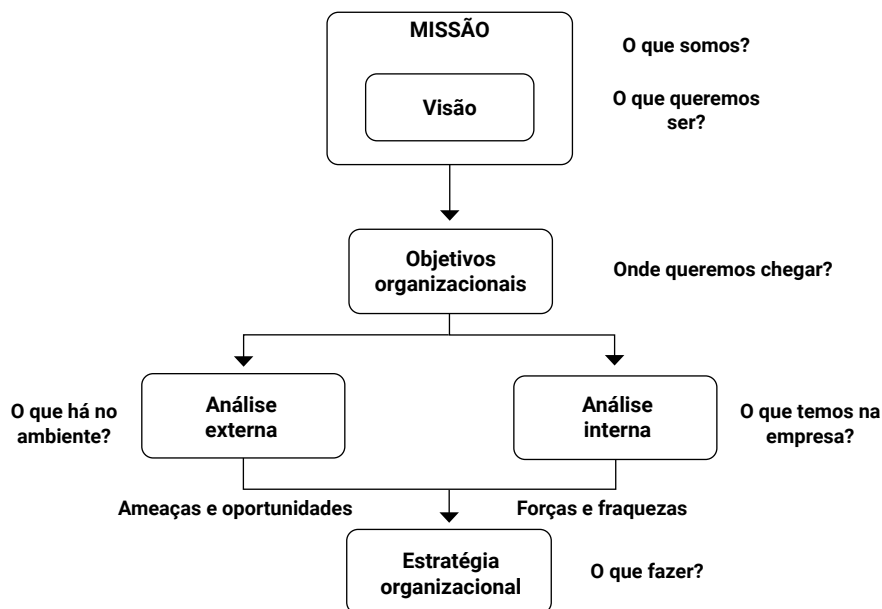 MISSÃO
O que somos?
Visão
O que queremos
ser?
Objetivos
organizacionais
Onde queremos chegar?
O que há no
ambiente?
Análise
externa
Análise
interna
O que temos na
empresa?
Ameaças e oportunidades
Forças e fraquezas
Estratégia
organizacional
O que fazer?